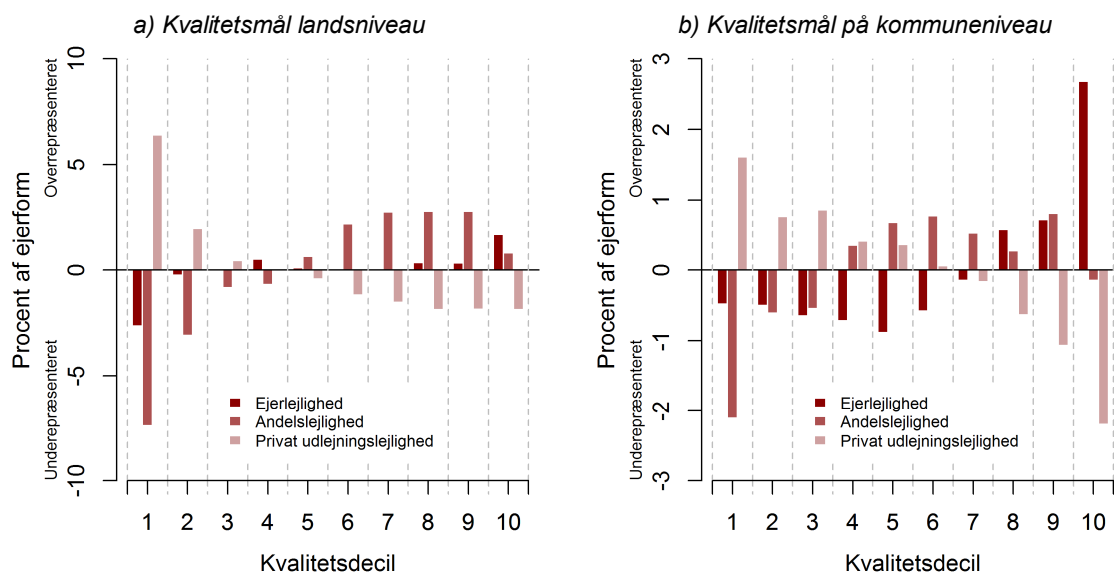 a) Kvalitetsmål landsniveau
Procent af ejerform
Underepræsenteret
Overrepræsenteret
10
5
0
-5
-10
Ejerlejlighed
Andelslejlighed
Privat udlejningslejlighed
1 2 3 4 5 6 7 8 9 10
Kvalitetsdecil
b) Kvalitetsmål på kommuneniveau
Procent af ejerform
Underepræsenteret
Overrepræsenteret
3
2
1
0
-1
-2
-3
Ejerlejlighed
Andelslejlighed
Privat udlejningslejlighed
1 2 3 4 5 6 7 8 9 10
Kvalitetsdecil